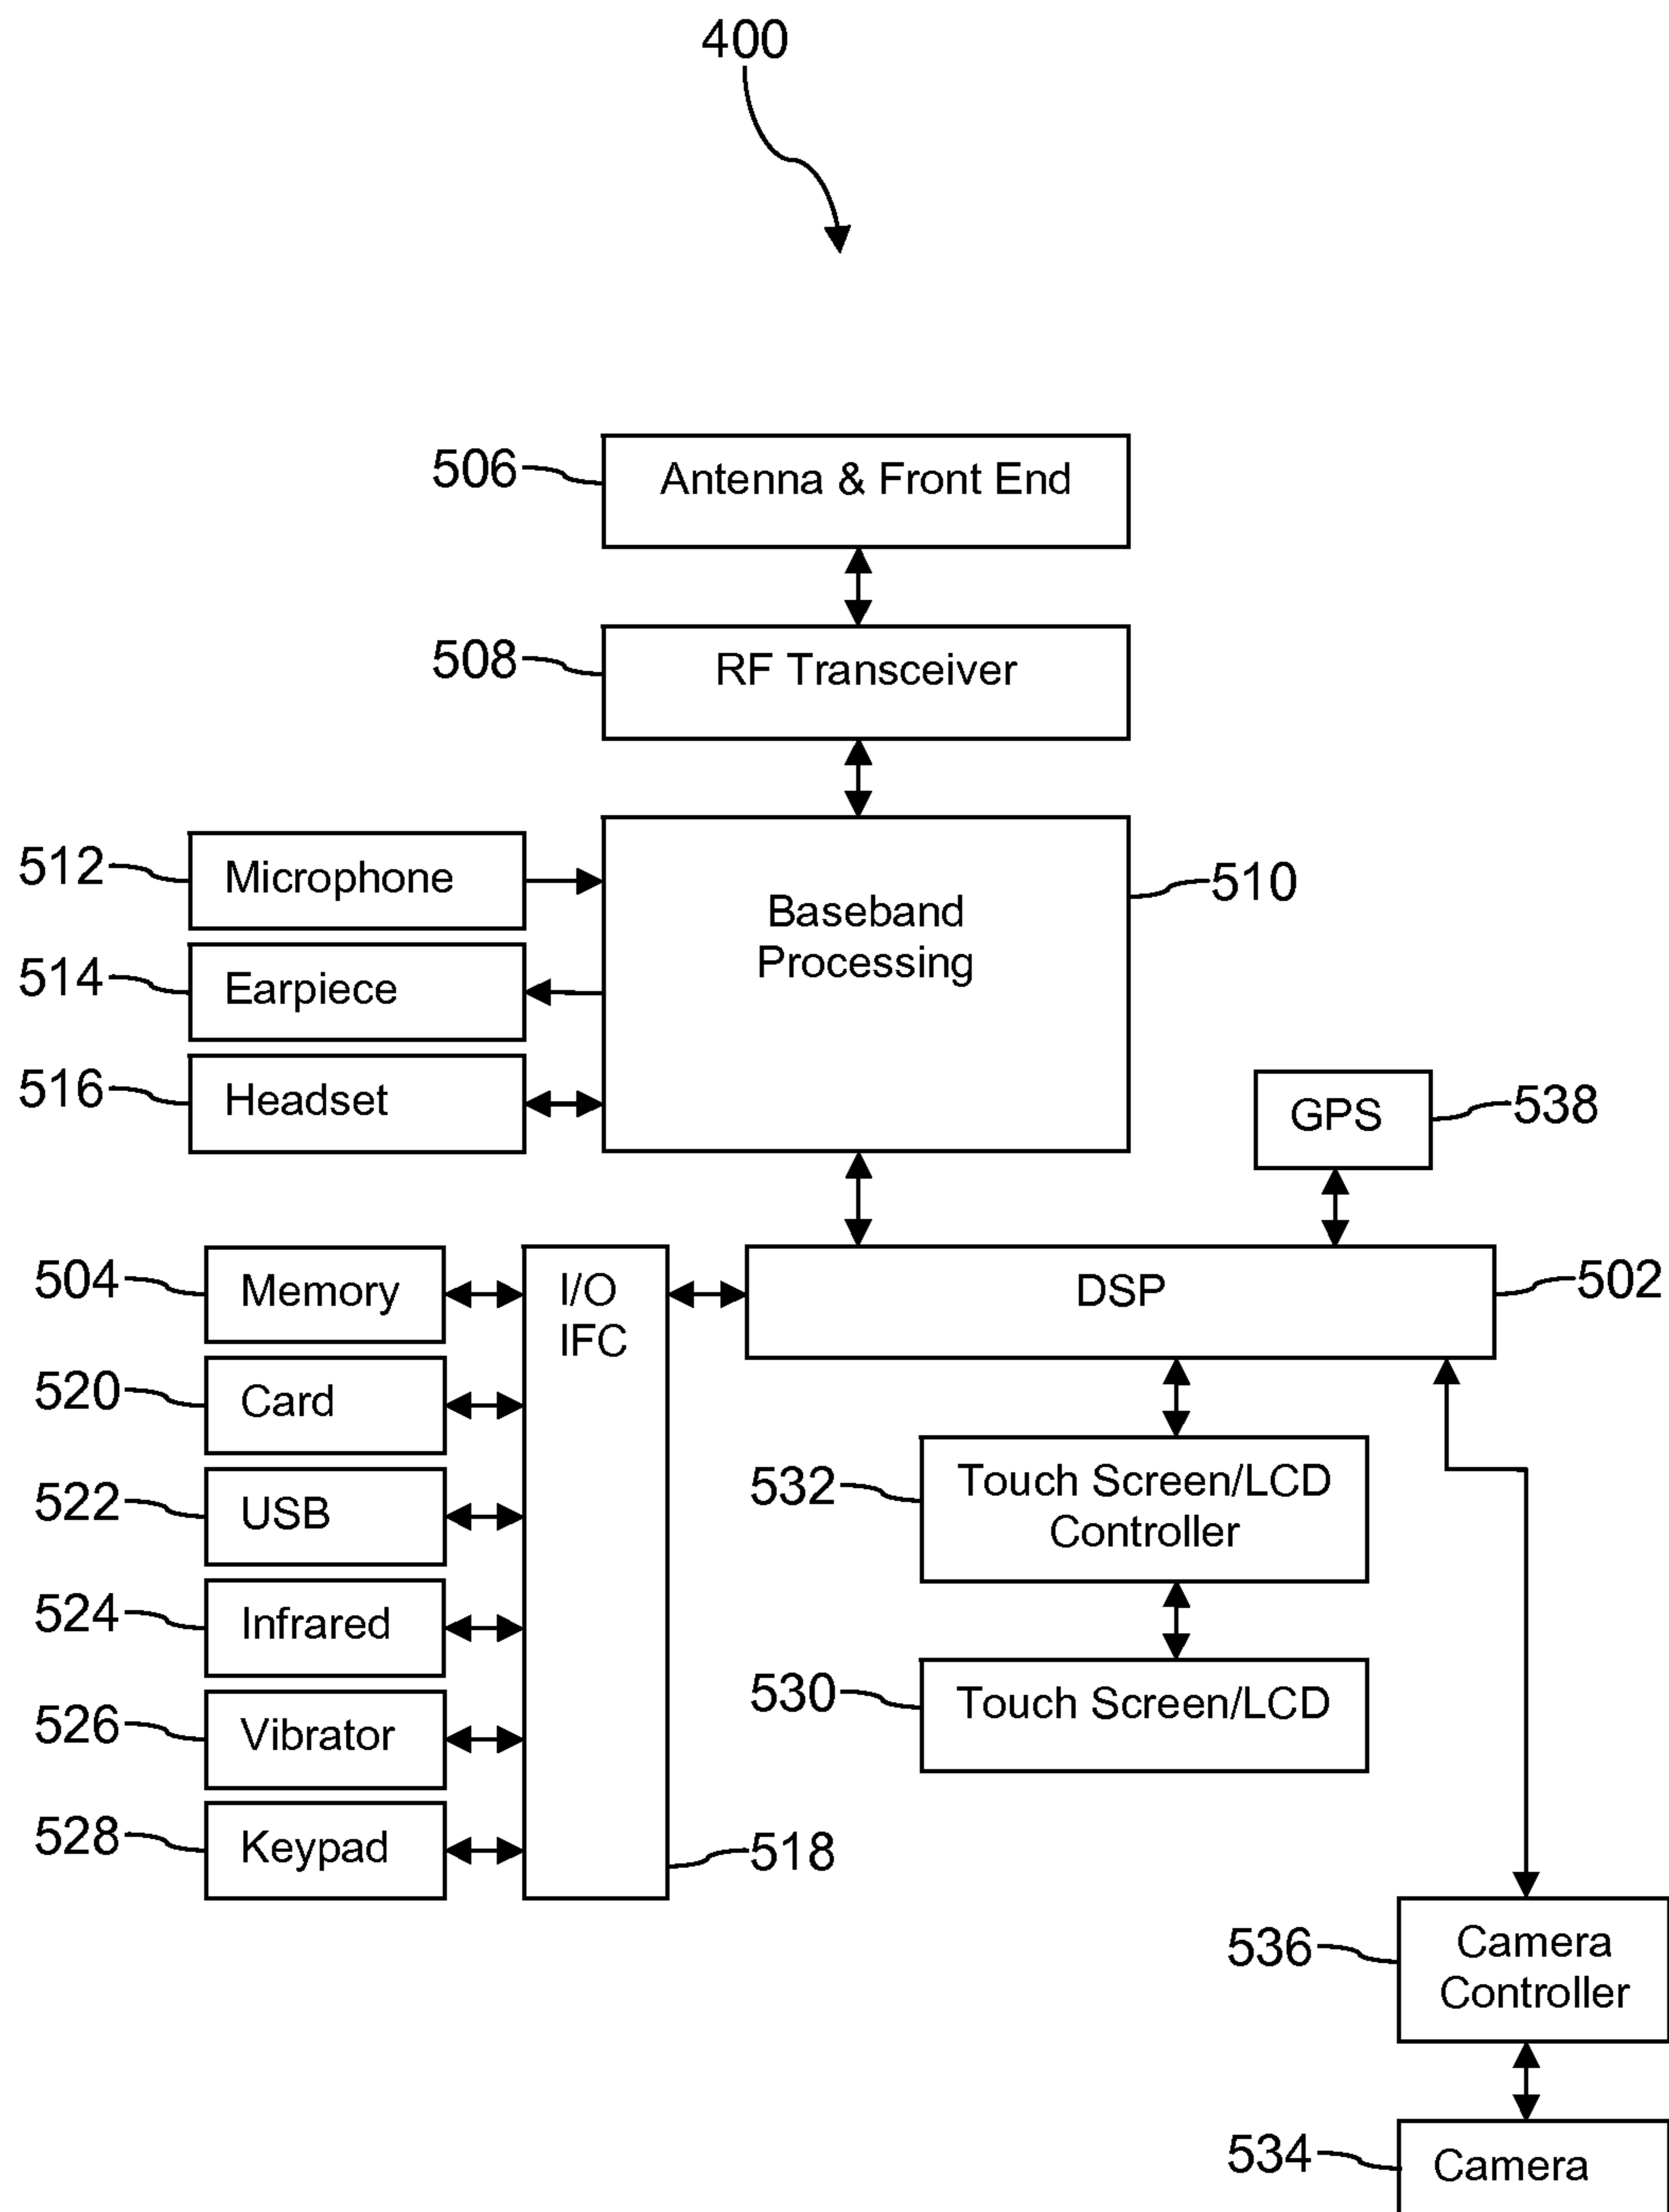 400
506
Antenna & Front End
508
RF Transceiver
512
Microphone
510
Baseband
Processing
514
Earpiece
516
Headset
GPS
538
504
Memory
I/O
IFC
DSP
502
520
Card
522
USB
532
Touch Screen/LCD
Controller
524
Infrared
526
Vibrator
530
Touch Screen/LCD
528
Keypad
518
536
Camera
Controller
534
Camera